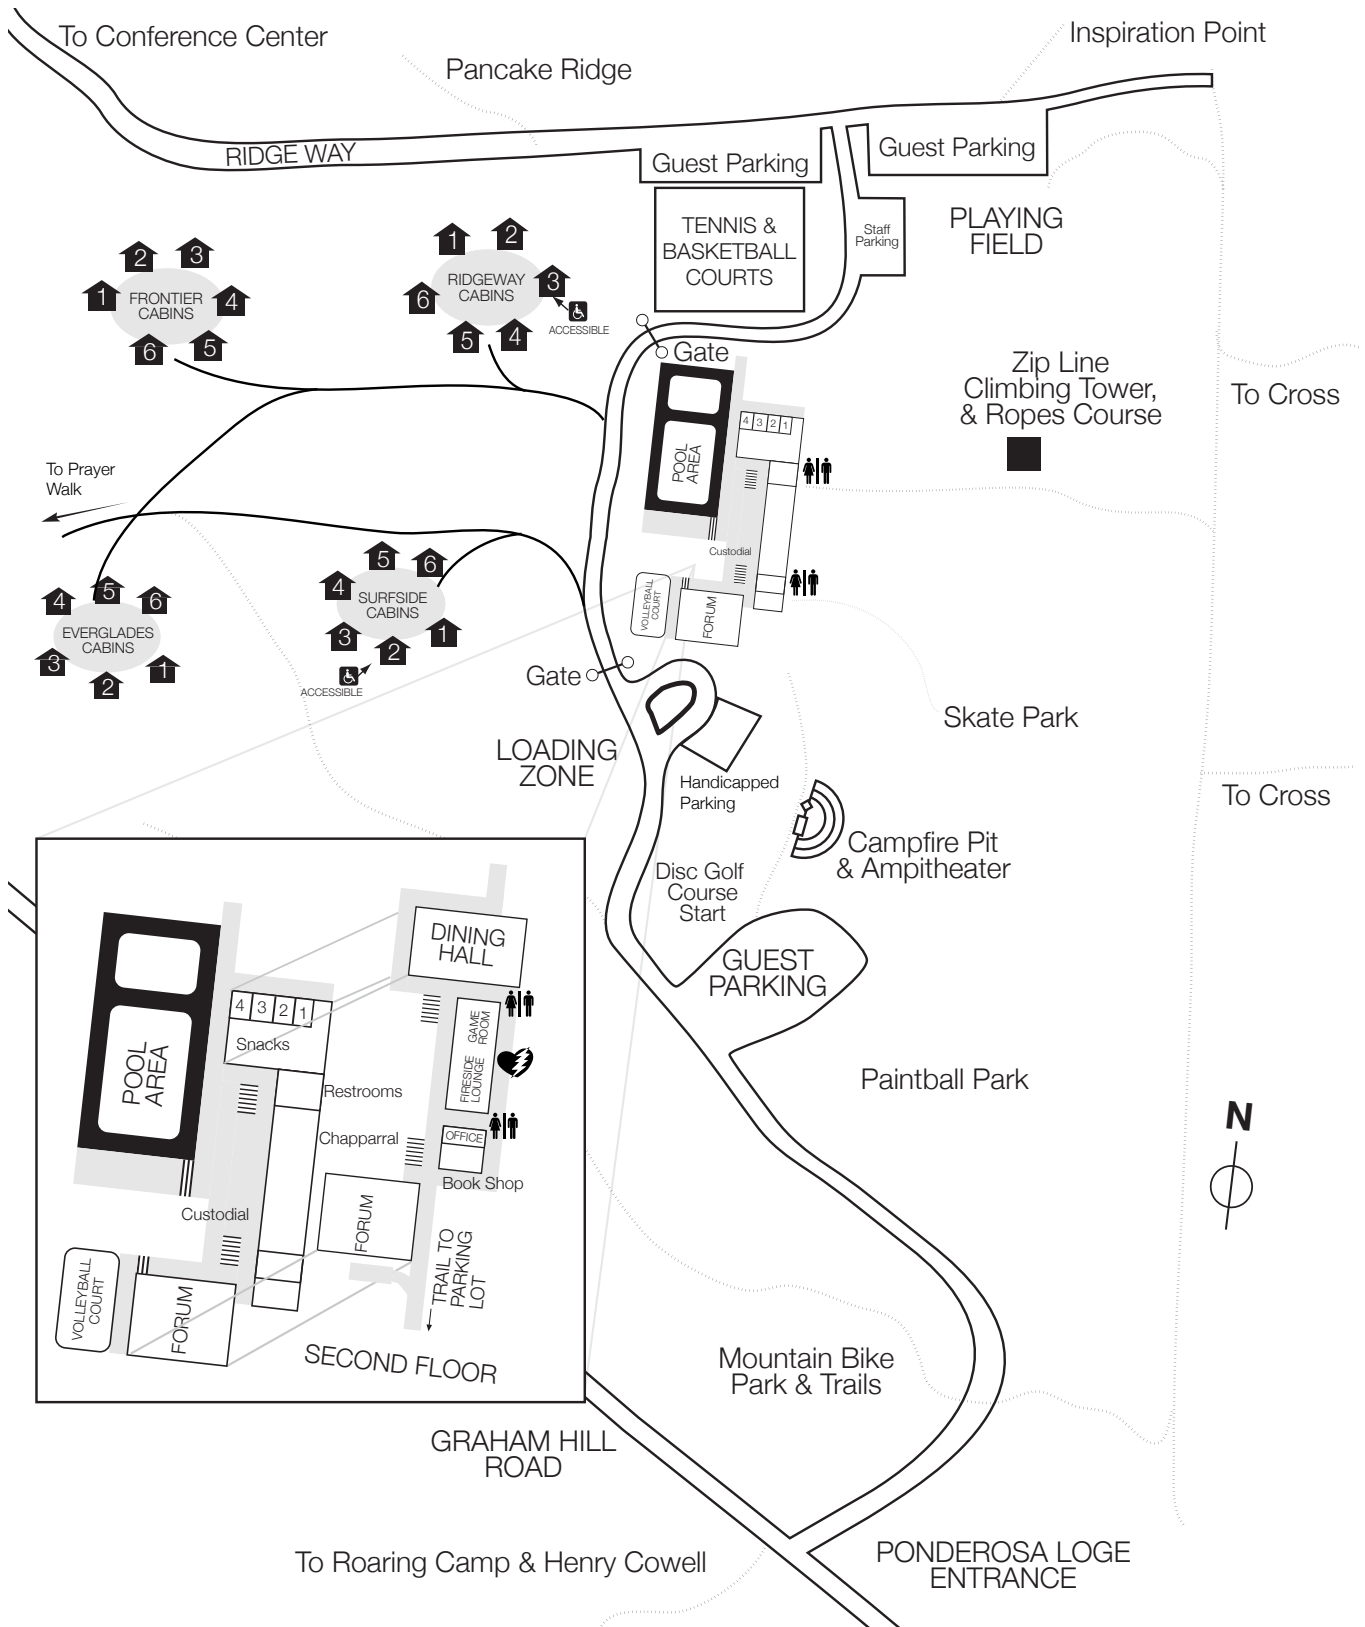 To Conference Center
Inspiration Point
Pancake Ridge
RIDGE WAY
Guest Parking
Guest Parking
TENNIS &
BASKETBALL
COURTS
Staff
Parking
PLAYING
FIELD
2
3
1
FRONTIER
CABINS
4
6
5
1
2
RIDGEWAY
CABINS
3
6
5
4
ACCESSIBLE
Gate
Zip Line
Climbing Tower,
& Ropes Course
To Cross
4 3 2 1
POOL
AREA
To Prayer
Walk
Custodial
VOLLEYBALL
COURT
FORUM
5
6
4
SURFSIDE
CABINS
3
2
1
ACCESSIBLE
5
4
6
EVERGLADES
CABINS
3
1
2
Gate
LOADING
ZONE
Skate Park
Handicapped
Parking
To Cross
Campfire Pit
& Ampitheater
Disc Golf
Course
Start
GUEST
PARKING
Paintball Park
N
DINING
HALL
4 3 2 1
Snacks
POOL
AREA
GAME
ROOM
FIRESIDE
LOUNGE
Restrooms
Chapparral
OFFICE
Book Shop
Custodial
FORUM
TRAIL TO
PARKING
LOT
VOLLEYBALL
COURT
FORUM
SECOND FLOOR
Mountain Bike
Park & Trails
GRAHAM HILL
ROAD
To Roaring Camp & Henry Cowell
PONDEROSA LOGE
ENTRANCE